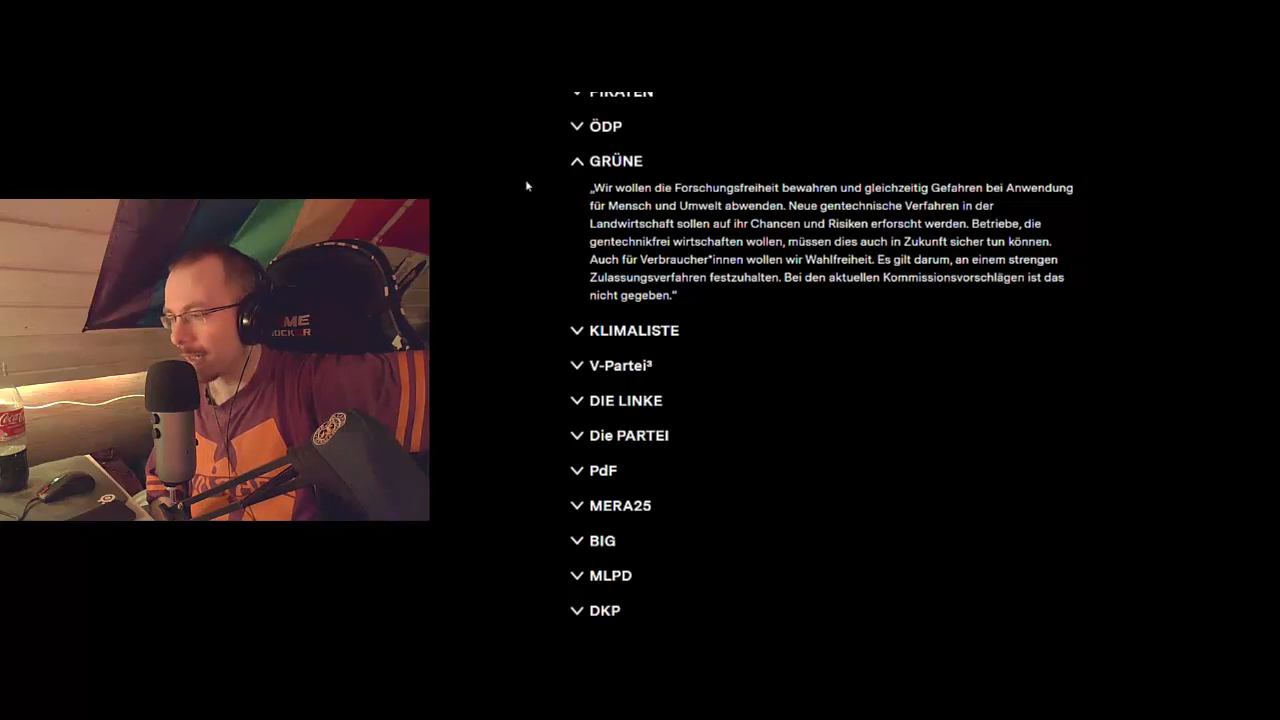 PIRATEN
ÖDP
GRÜNE
„Wir wollen die Forschungsfreiheit bewahren und gleichzeitig Gefahren bei Anwendung
für Mensch und Umwelt abwenden. Neue gentechnische Verfahren in der
Landwirtschaft sollen auf ihr Chancen und Risiken erforscht werden. Betriebe, die
gentechnikfrei wirtschaften wollen, müssen dies auch in Zukunft sicher tun können.
Auch für Verbraucher*innen wollen wir Wahlfreiheit. Es gilt darum, an einem strengen
Zulassungsverfahren festzuhalten. Bei den aktuellen Kommissionsvorschlägen ist das
nicht gegeben.“
KLIMALISTE
V-Partei³
DIE LINKE
Die PARTEI
PdF
MERA25
BIG
MLPD
DKP